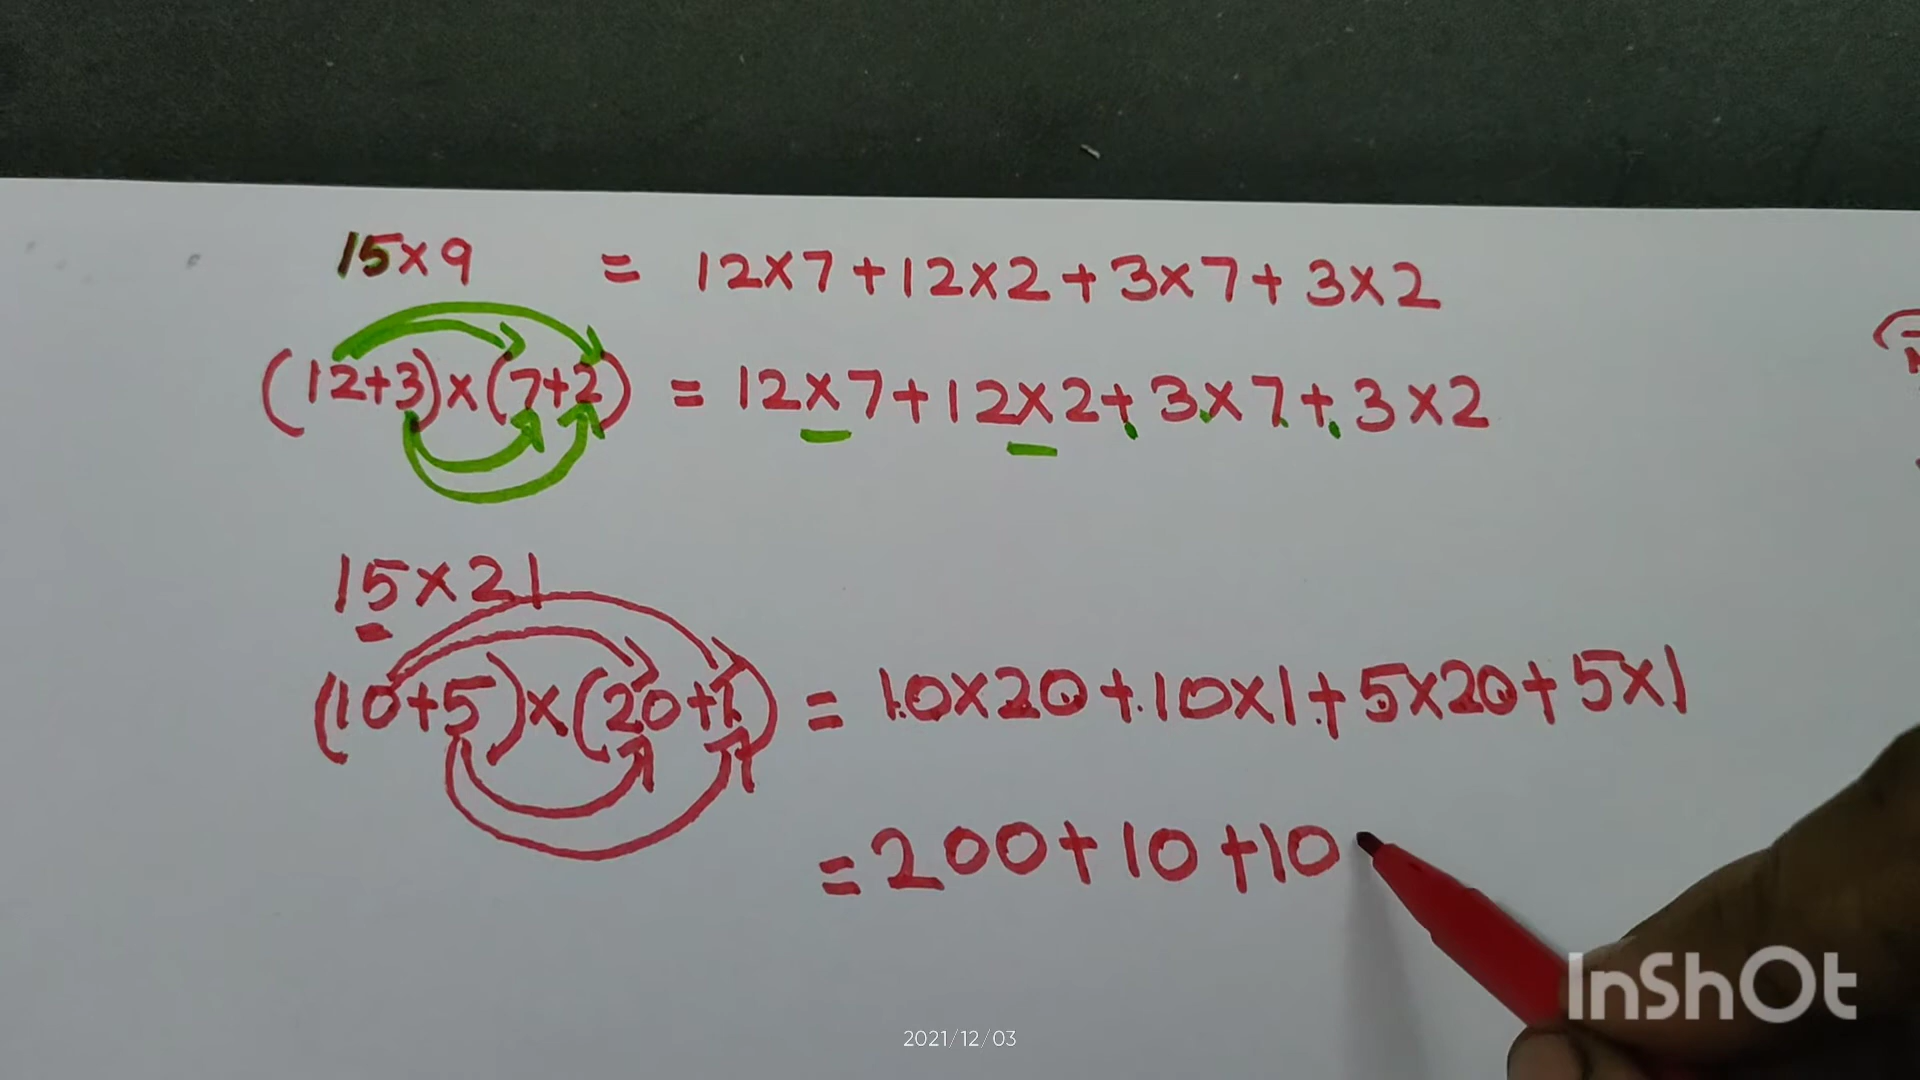 15×9 = 12×7+12×2+3×7+3×2
(12+3)×(7+2) = 12×7+12×2+3×7+3×2
15×21
(10+5)×(20+1) = 10×20+10×1+5×20+5×1
=200+10+10
InShOt
2021/12/03